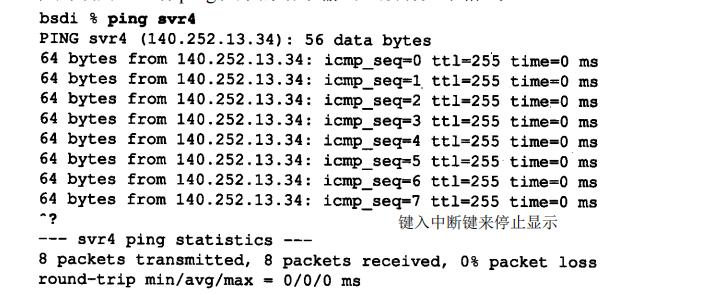 bsdi % ping svr4
PING svr4 (140.252.13.34): 56 data bytes
64 bytes from 140.252.13.34: icmp_seq=0 ttl=255 time=0 ms
64 bytes from 140.252.13.34: icmp_seq=1 ttl=255 time=0 ms
64 bytes from 140.252.13.34: icmp_seq=2 ttl=255 time=0 ms
64 bytes from 140.252.13.34: icmp_seq=3 ttl=255 time=0 ms
64 bytes from 140.252.13.34: icmp_seq=4 ttl=255 time=0 ms
64 bytes from 140.252.13.34: icmp_seq=5 ttl=255 time=0 ms
64 bytes from 140.252.13.34: icmp_seq=6 ttl=255 time=0 ms
64 bytes from 140.252.13.34: icmp_seq=7 ttl=255 time=0 ms
^? 键入中断键来停止显示
--- svr4 ping statistics ---
8 packets transmitted, 8 packets received, 0% packet loss
round-trip min/avg/max = 0/0/0 ms